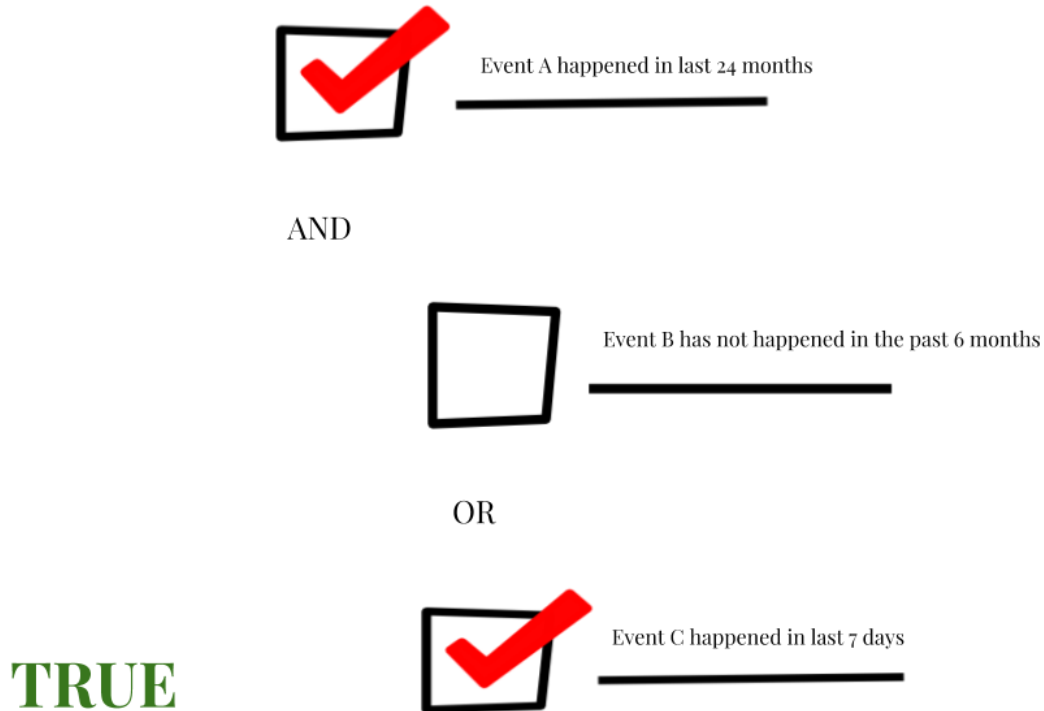 Event A happened in last 24 months
AND
Event B has not happened in the past 6 months
OR
Event C happened in last 7 days
TRUE